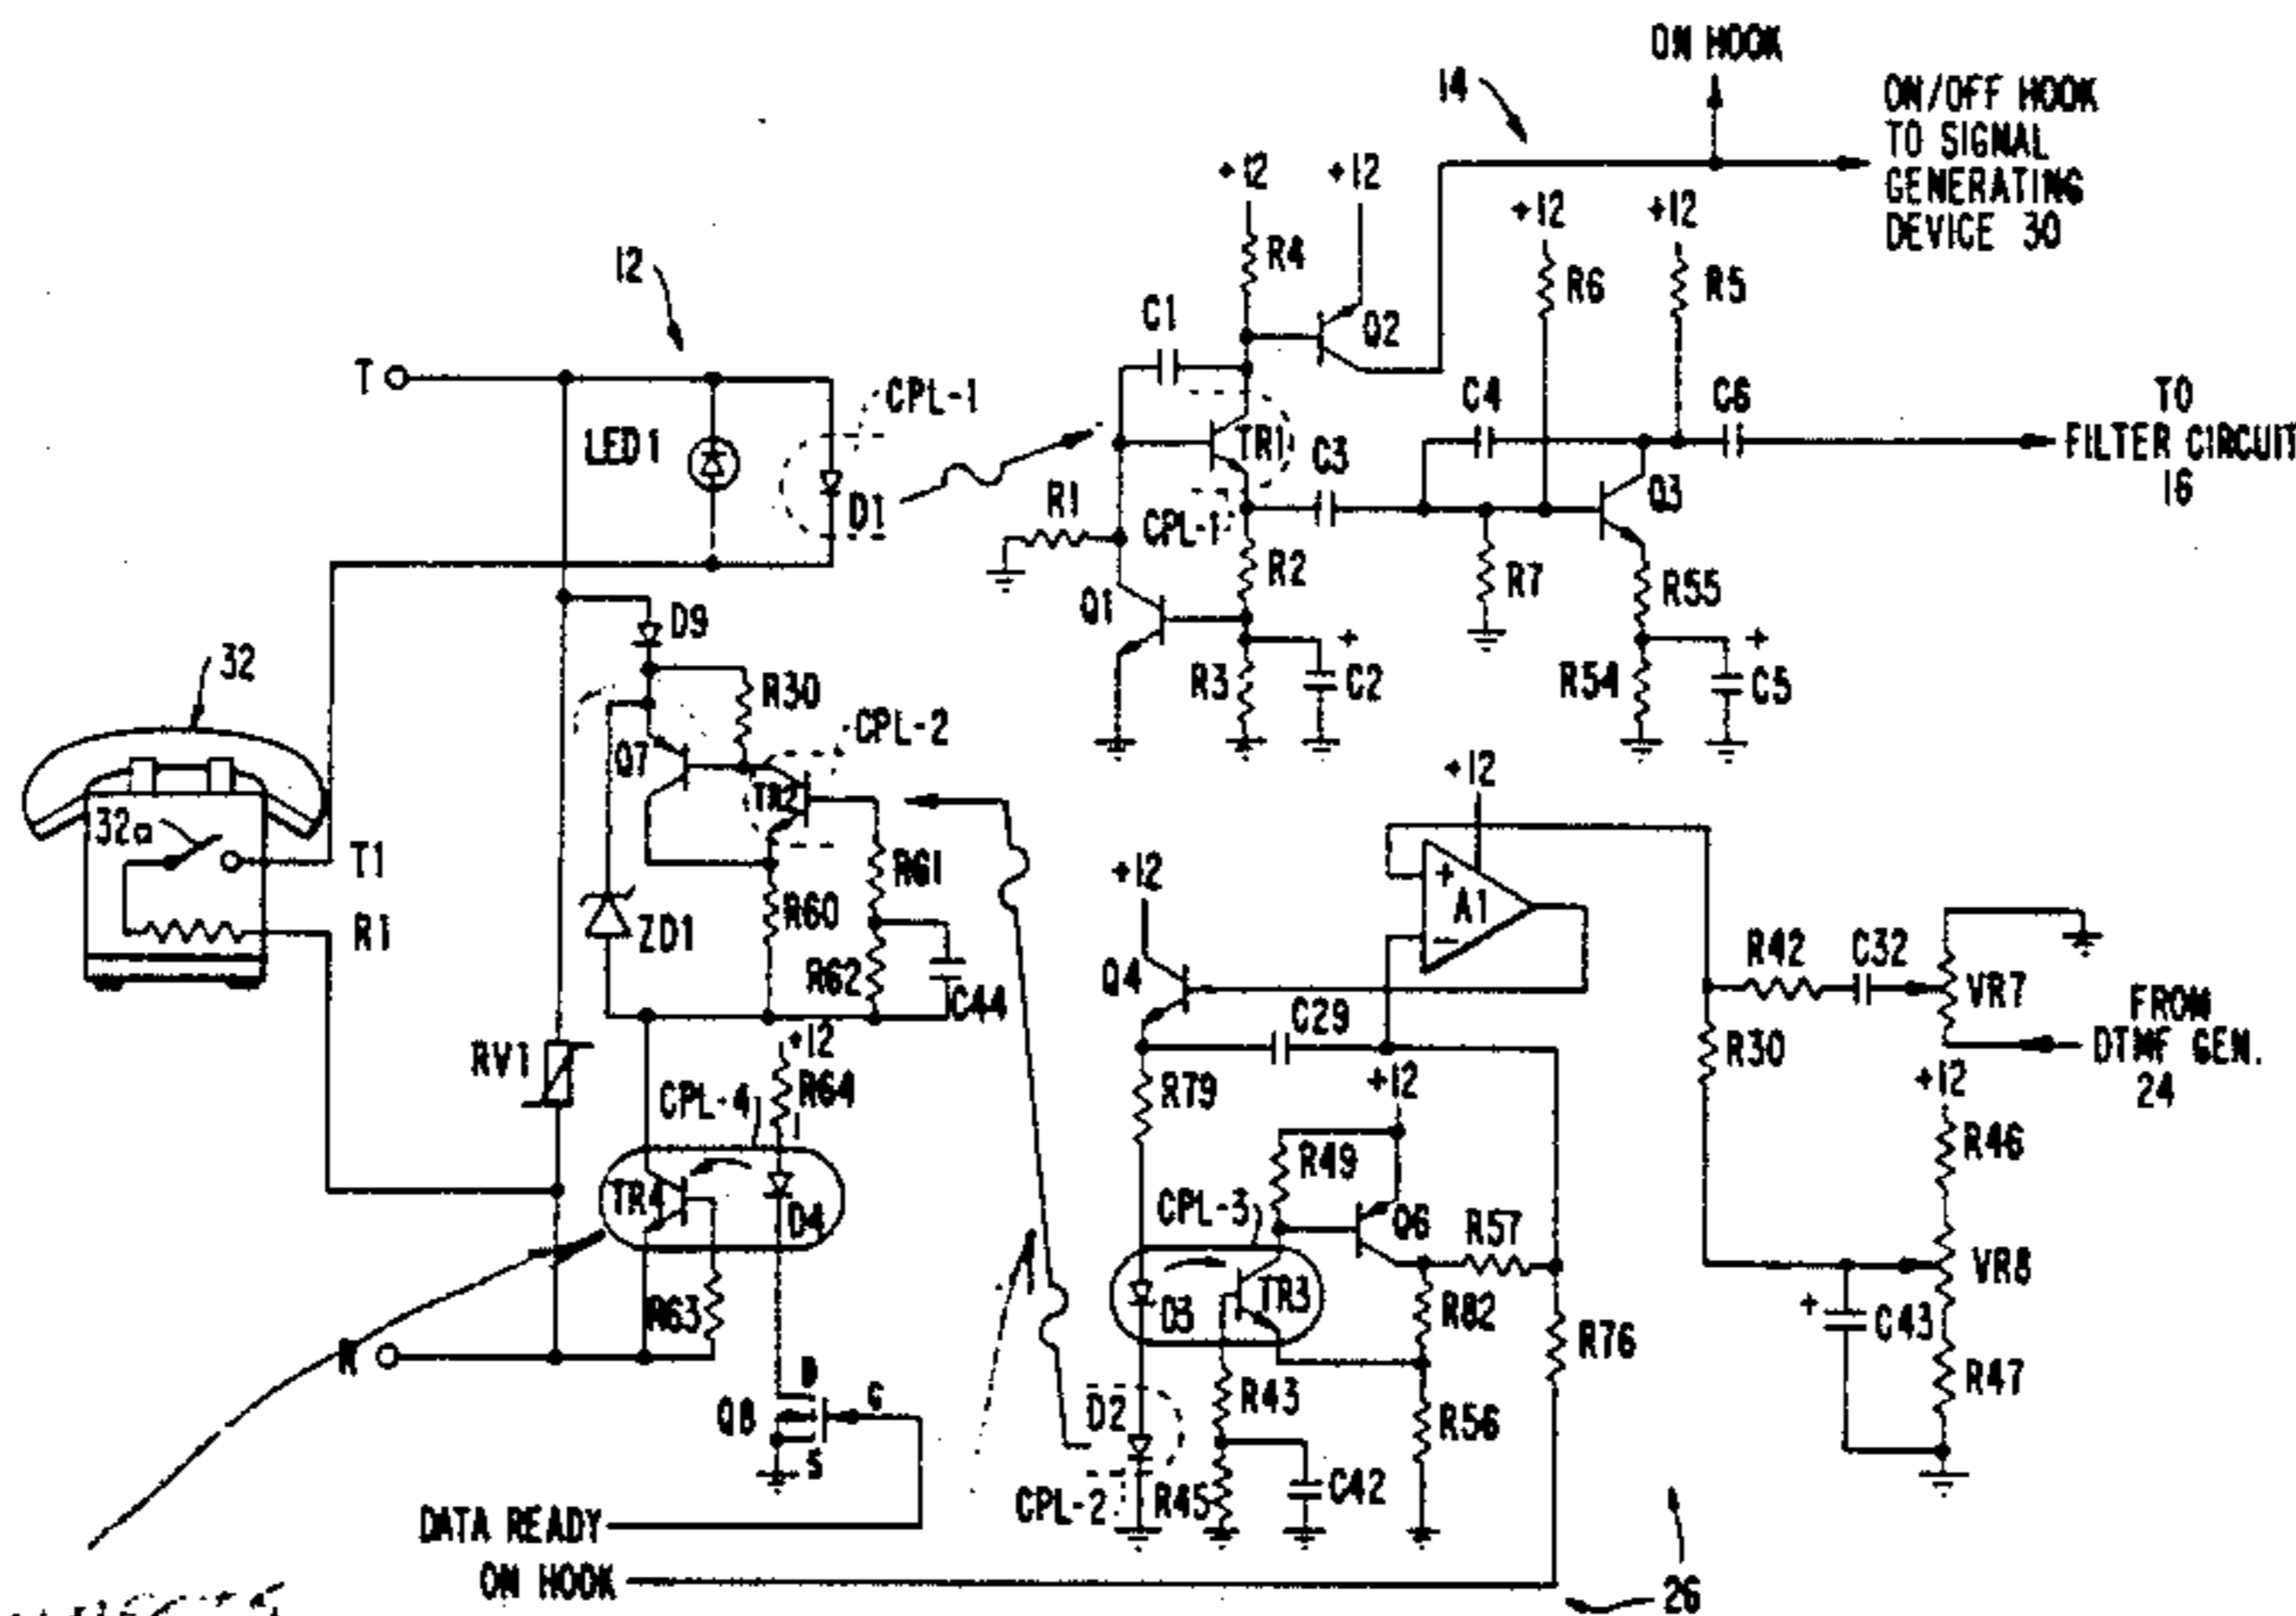 ON HOOK
14
ON/OFF HOOK
TO SIGNAL
GENERATING
DEVICE 30
+12
+12
+12
+12
12
R4
R6
R5
C1
Q2
T
CPL-1
C4
C6
TO
FILTER CIRCUIT
16
LED1
TR1
C3
D1
R1
CPL-1
Q3
R2
R7
R55
Q1
D9
+
+
32
R3
C2
R54
C5
R30
CPL-2
Q7
+12
TR2
32a
T1
R61
+12
+
A1
R60
R1
ZD1
R42
C32
R62
Q4
−
VR7
C44
FROM
DTMF GEN.
24
C29
+12
R30
RV1
R64
R79
+12
+12
CPL-4
R49
R46
TR4
D4
CPL-3
Q6
R57
VR8
D3
TR3
R82
R63
+
C43
R76
R
D
G
R43
D2
R47
Q8
R56
S
CPL-2
R45
C42
DATA READY
ON HOOK
26